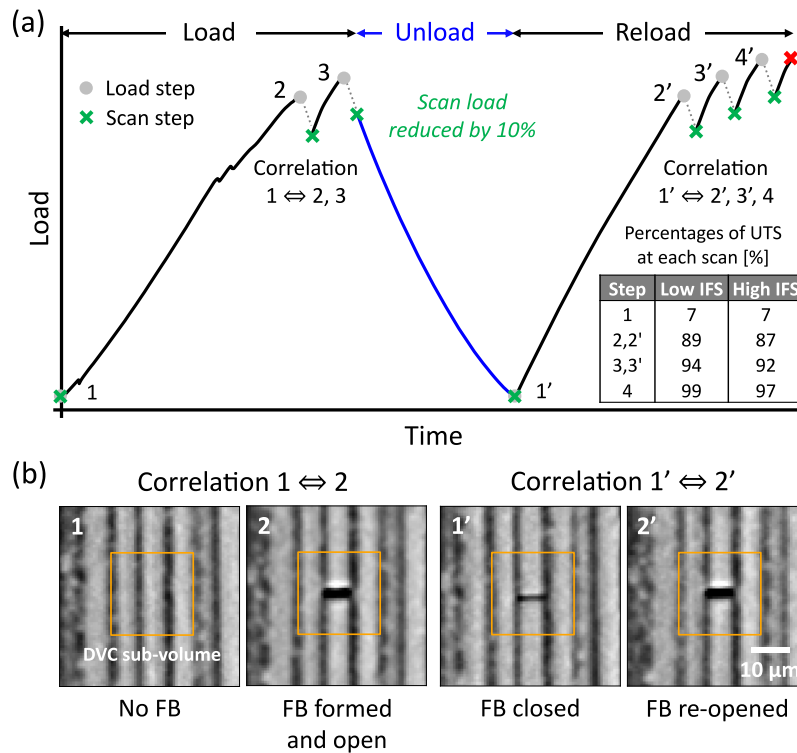 (a)
Load
Unload
Reload
Load step
Scan step
2
3
Scan load
reduced by 10%
2'
3'
4'
Correlation
1 ⇔ 2, 3
Correlation
1' ⇔ 2', 3', 4
Load
Percentages of UTS
at each scan [%]
Step Low IFS High IFS
1 7 7
2,2' 89 87
3,3' 94 92
4 99 97
1
1'
Time
(b)
Correlation 1 ⇔ 2
Correlation 1' ⇔ 2'
1
2
1'
2'
DVC sub-volume
10 μm
No FB
FB formed
and open
FB closed
FB re-opened